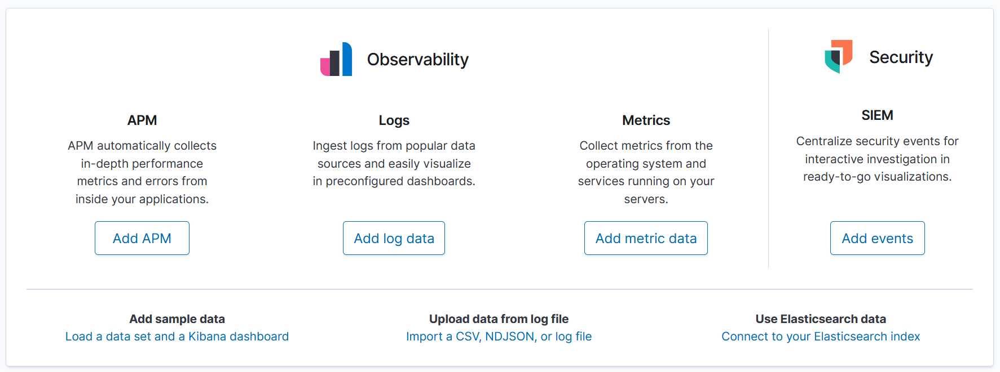 Observability
APM
APM automatically collects
in-depth performance
metrics and errors from
inside your applications.
Add APM
Logs
Ingest logs from popular data
sources and easily visualize
in preconfigured dashboards.
Add log data
Metrics
Collect metrics from the
operating system and
services running on your
servers.
Add metric data
Security
SIEM
Centralize security events for
interactive investigation in
ready-to-go visualizations.
Add events
Add sample data
Load a data set and a Kibana dashboard
Upload data from log file
Import a CSV, NDJSON, or log file
Use Elasticsearch data
Connect to your Elasticsearch index